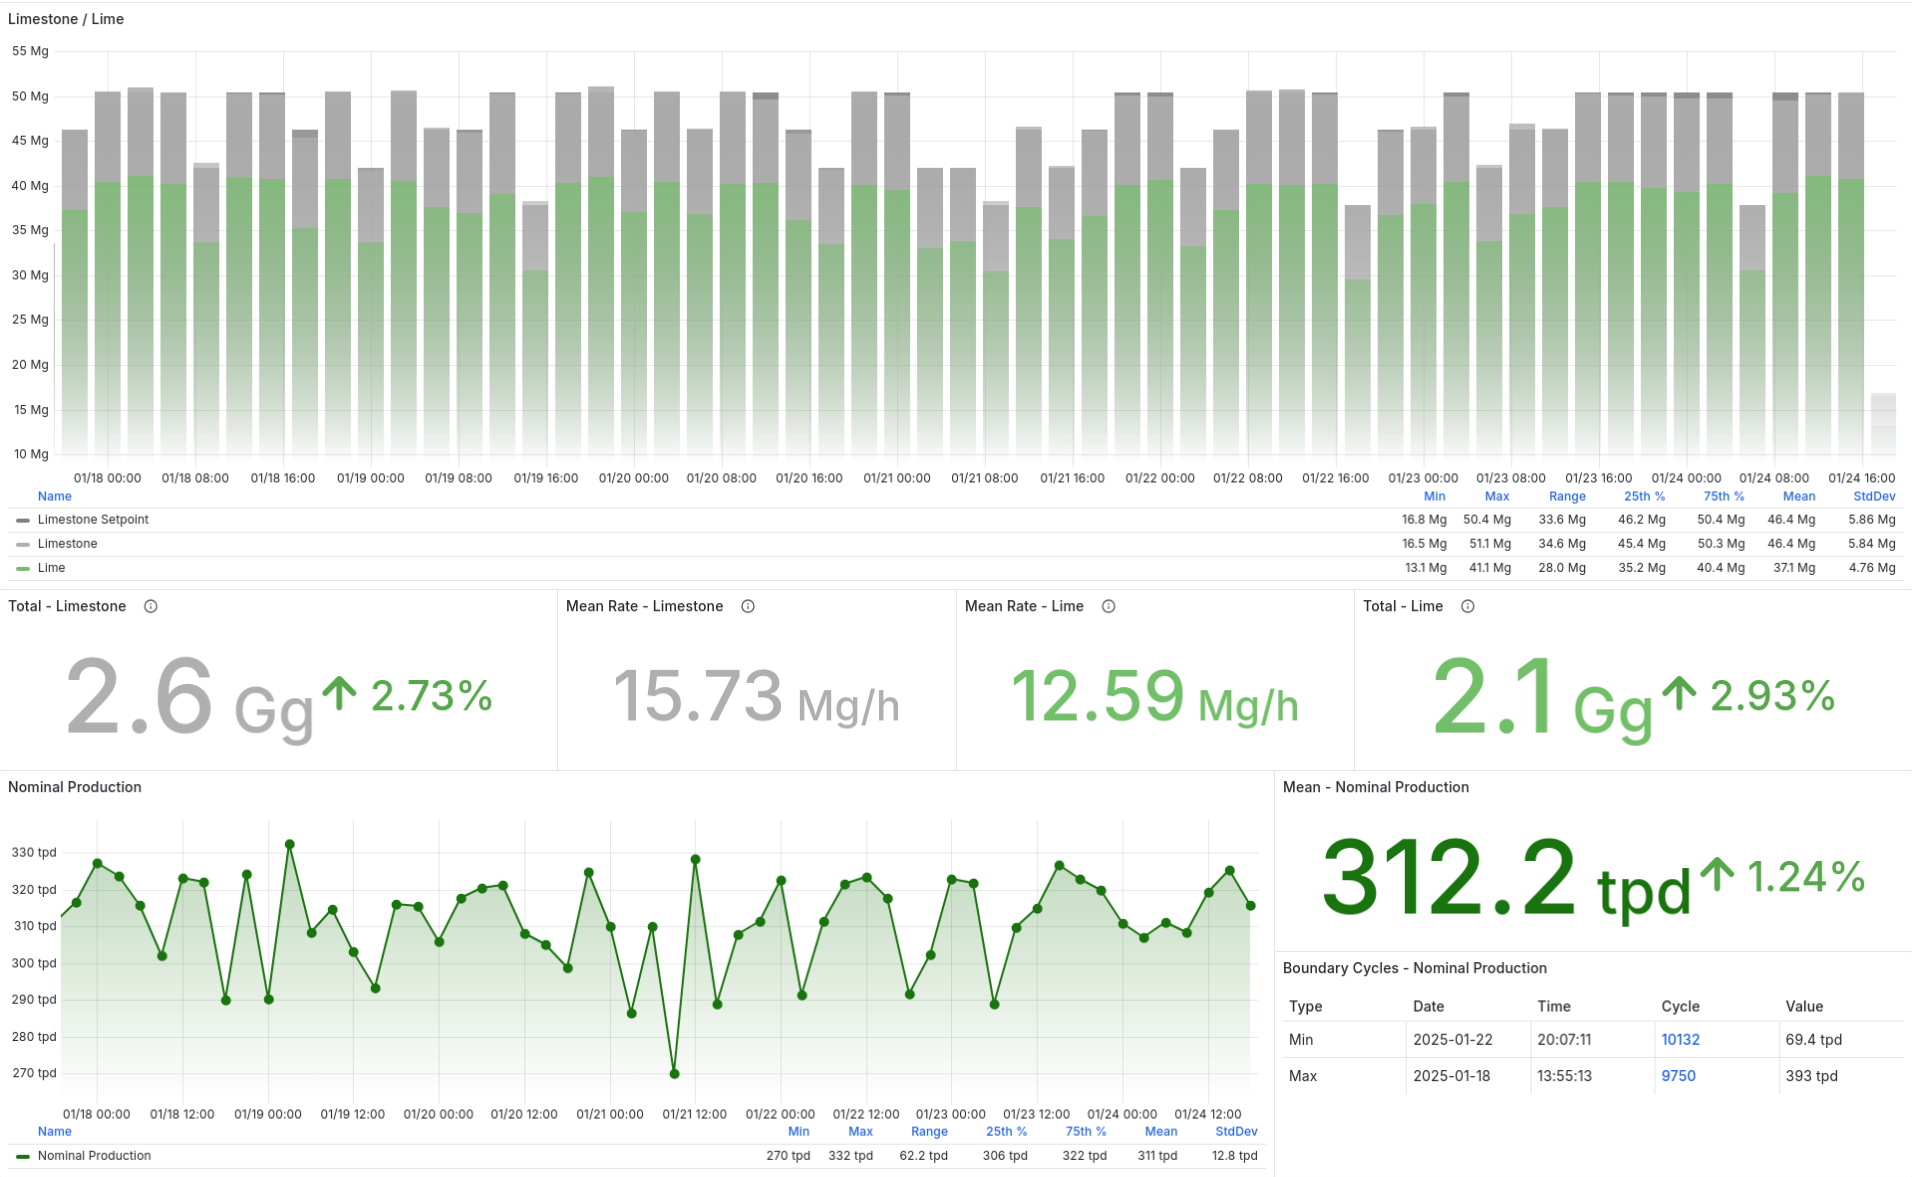 Limestone / Lime
55 Mg
50 Mg
45 Mg
40 Mg
35 Mg
30 Mg
25 Mg
20 Mg
15 Mg
10 Mg
01/18 00:00 01/18 08:00 01/18 16:00 01/19 00:00 01/19 08:00 01/19 16:00 01/20 00:00 01/20 08:00 01/20 16:00 01/21 00:00 01/21 08:00 01/21 16:00 01/22 00:00 01/22 08:00 01/22 16:00 01/23 00:00 01/23 08:00 01/23 16:00 01/24 00:00 01/24 08:00 01/24 16:00
Name Min Max Range 25th % 75th % Mean StdDev
Limestone Setpoint 16.8 Mg 50.4 Mg 33.6 Mg 46.2 Mg 50.4 Mg 46.4 Mg 5.86 Mg
Limestone 16.5 Mg 51.1 Mg 34.6 Mg 45.4 Mg 50.3 Mg 46.4 Mg 5.84 Mg
Lime 13.1 Mg 41.1 Mg 28.0 Mg 35.2 Mg 40.4 Mg 37.1 Mg 4.76 Mg
Total - Limestone
2.6 Gg 2.73%
Mean Rate - Limestone
15.73 Mg/h
Mean Rate - Lime
12.59 Mg/h
Total - Lime
2.1 Gg 2.93%
Nominal Production
330 tpd
320 tpd
310 tpd
300 tpd
290 tpd
280 tpd
270 tpd
01/18 00:00 01/18 12:00 01/19 00:00 01/19 12:00 01/20 00:00 01/20 12:00 01/21 00:00 01/21 12:00 01/22 00:00 01/22 12:00 01/23 00:00 01/23 12:00 01/24 00:00 01/24 12:00
Name Min Max Range 25th % 75th % Mean StdDev
Nominal Production 270 tpd 332 tpd 62.2 tpd 306 tpd 322 tpd 311 tpd 12.8 tpd
Mean - Nominal Production
312.2 tpd 1.24%
Boundary Cycles - Nominal Production
Type Date Time Cycle Value
Min 2025-01-22 20:07:11 10132 69.4 tpd
Max 2025-01-18 13:55:13 9750 393 tpd